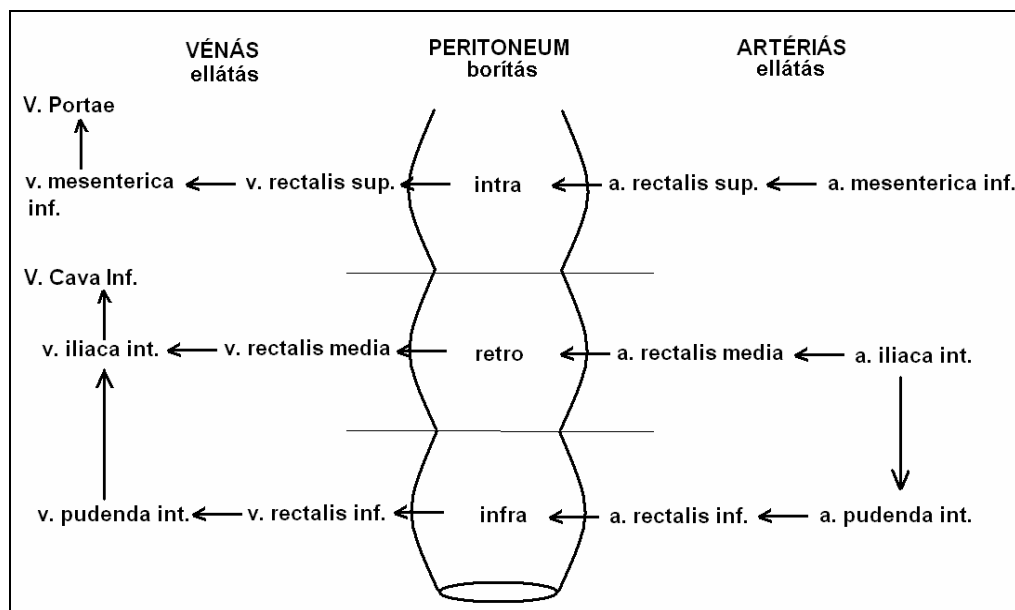 VÉNÁS
ellátás
PERITONEUM
borítás
ARTÉRIÁS
ellátás
V. Portae
v. mesenterica
inf.
v. rectalis sup.
intra
a. rectalis sup.
a. mesenterica inf.
V. Cava Inf.
v. iliaca int.
v. rectalis media
retro
a. rectalis media
a. iliaca int.
v. pudenda int.
v. rectalis inf.
infra
a. rectalis inf.
a. pudenda int.